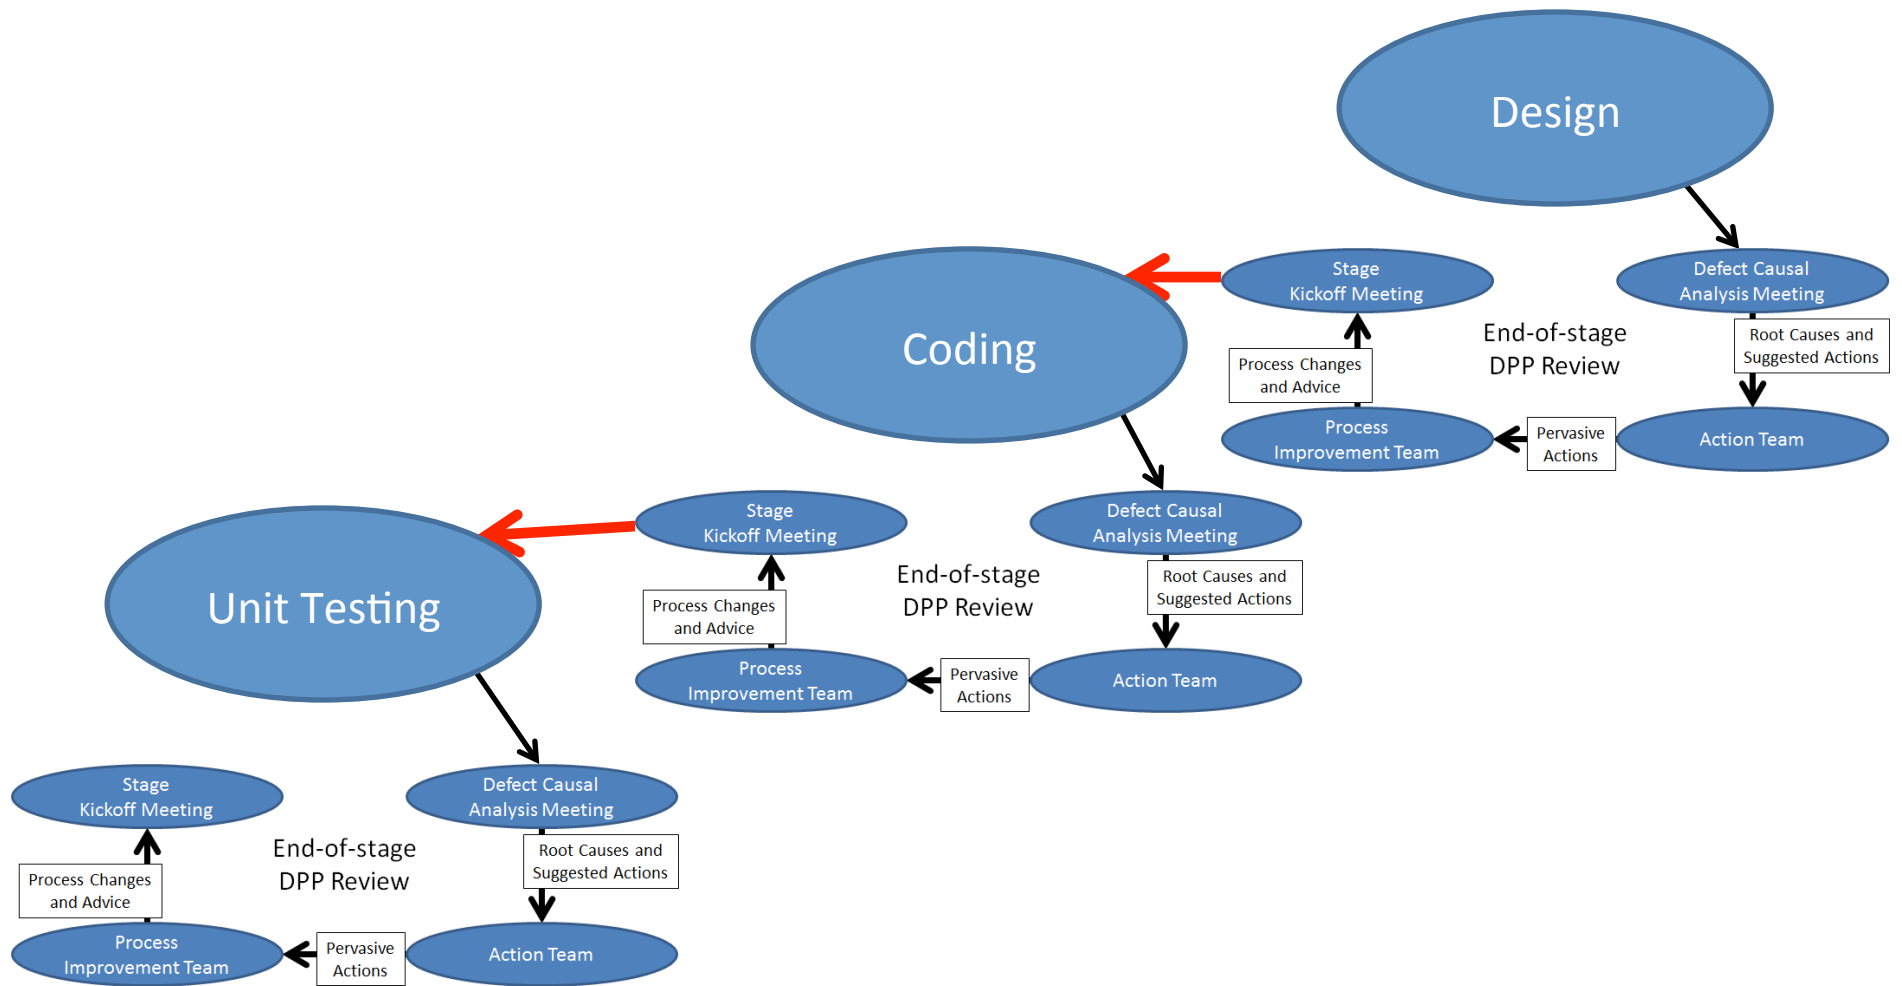 Design
Stage
Kickoff Meeting
Defect Causal
Analysis Meeting
End-of-stage
DPP Review
Root Causes and
Suggested Actions
Process Changes
and Advice
Process
Improvement Team
Pervasive
Actions
Action Team
Coding
Stage
Kickoff Meeting
Defect Causal
Analysis Meeting
End-of-stage
DPP Review
Root Causes and
Suggested Actions
Process Changes
and Advice
Process
Improvement Team
Pervasive
Actions
Action Team
Unit Testing
Stage
Kickoff Meeting
Defect Causal
Analysis Meeting
End-of-stage
DPP Review
Root Causes and
Suggested Actions
Process Changes
and Advice
Process
Improvement Team
Pervasive
Actions
Action Team